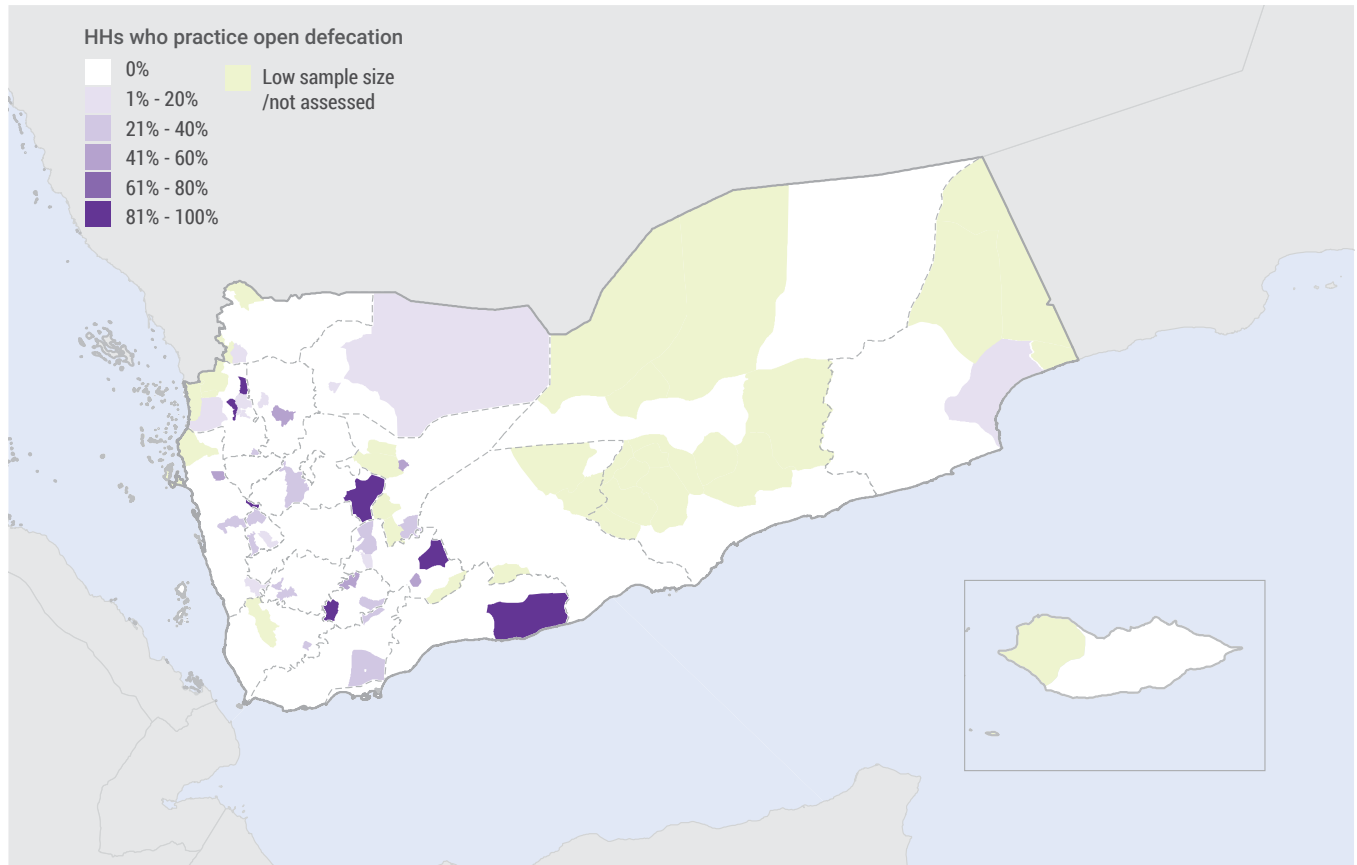 HHs who practice open defecation
0%
1% - 20%
21% - 40%
41% - 60%
61% - 80%
81% - 100%
Low sample size
/not assessed